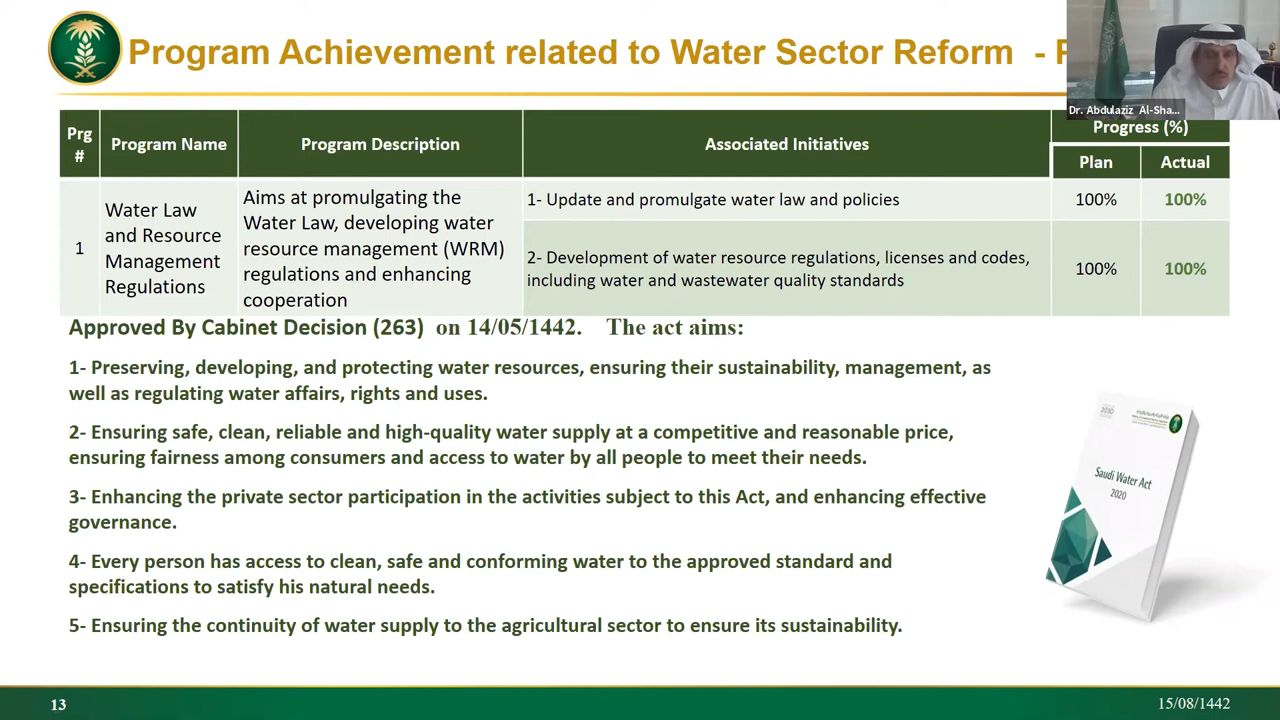 Program Achievement related to Water Sector Reform -
Dr. Abdulaziz Al-Sha...
Prg
#
Program Name
Program Description
Associated Initiatives
Progress (%)
Plan
Actual
1
Water Law
and Resource
Management
Regulations
Aims at promulgating the
Water Law, developing water
resource management (WRM)
regulations and enhancing
cooperation
1- Update and promulgate water law and policies
100%
100%
2- Development of water resource regulations, licenses and codes,
including water and wastewater quality standards
100%
100%
Approved By Cabinet Decision (263) on 14/05/1442. The act aims:
1- Preserving, developing, and protecting water resources, ensuring their sustainability, management, as
well as regulating water affairs, rights and uses.
2- Ensuring safe, clean, reliable and high-quality water supply at a competitive and reasonable price,
ensuring fairness among consumers and access to water by all people to meet their needs.
3- Enhancing the private sector participation in the activities subject to this Act, and enhancing effective
governance.
4- Every person has access to clean, safe and conforming water to the approved standard and
specifications to satisfy his natural needs.
5- Ensuring the continuity of water supply to the agricultural sector to ensure its sustainability.
2030
Saudi Water Act
2020
13
15/08/1442